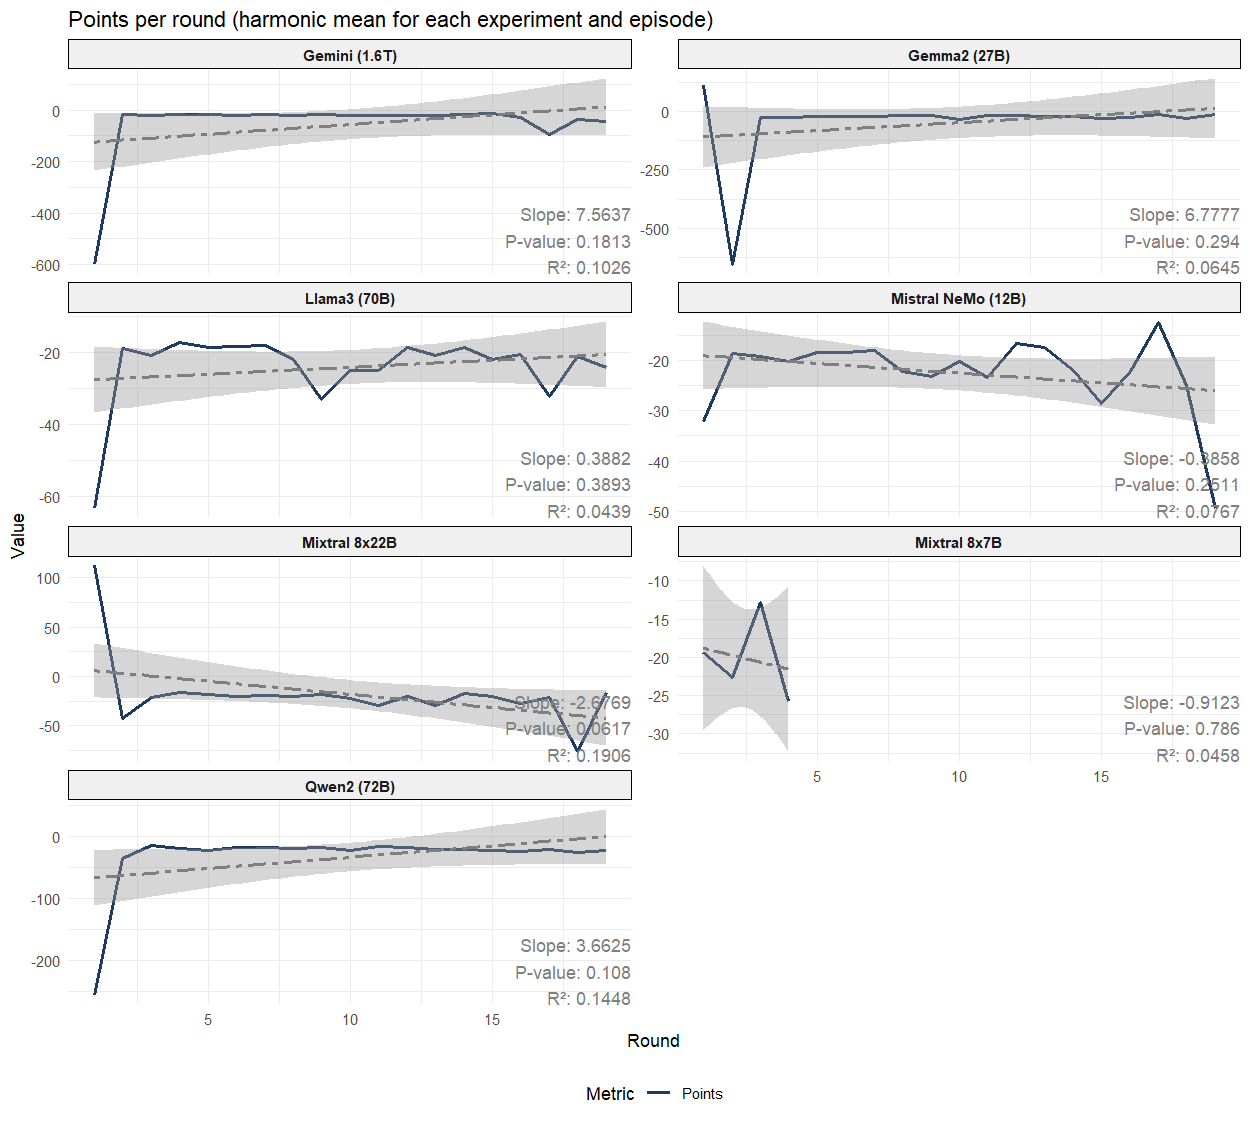 Points per round (harmonic mean for each experiment and episode)
Gemini (1.6T)
0
-200
-400
-600
Slope: 7.5637
P-value: 0.1813
R²: 0.1026
Gemma2 (27B)
0
-250
-500
Slope: 6.7777
P-value: 0.294
R²: 0.0645
Llama3 (70B)
-20
-40
-60
Slope: 0.3882
P-value: 0.3893
R²: 0.0439
Mistral NeMo (12B)
-20
-30
-40
-50
Slope: -0.3858
P-value: 0.2511
R²: 0.0767
Value
Mixtral 8x22B
100
50
0
-50
Slope: -2.6769
P-value: 0.0617
R²: 0.1906
Mixtral 8x7B
-10
-15
-20
-25
-30
Slope: -0.9123
P-value: 0.786
R²: 0.0458
5 10 15
Qwen2 (72B)
0
-100
-200
Slope: 3.6625
P-value: 0.108
R²: 0.1448
5 10 15
Round
Metric Points